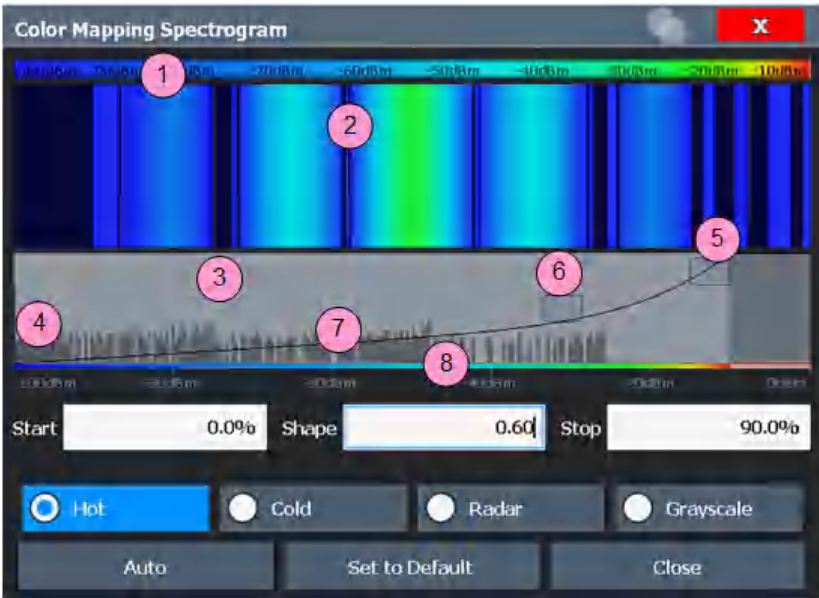 Color Mapping Spectrogram X
1 -70dBm -60dBm -50dBm -40dBm -30dBm -20dBm -10dBm
2
5
3 6
4 7
8
-80dBm -60dBm -40dBm -20dBm 0dBm
Start 0.0% Shape 0.60 Stop 90.0%
Hot Cold Radar Grayscale
Auto Set to Default Close